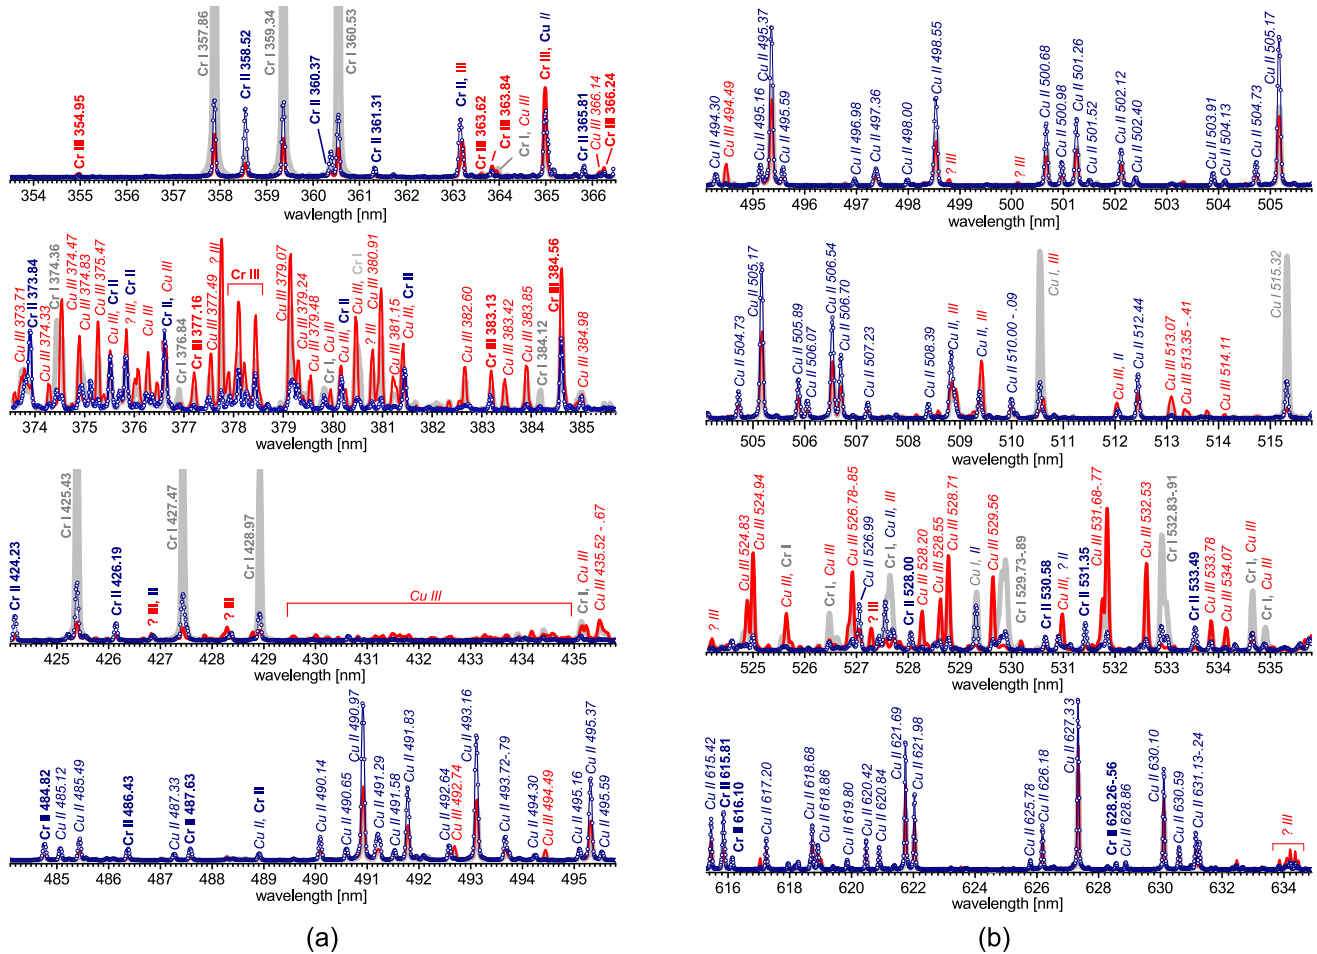 Cr III 354.95
Cr I 357.86
Cr II 358.52
Cr I 359.34
Cr II 360.37
Cr I 360.53
Cr II 361.31
Cr II, III
Cr III 363.62
Cr III 363.84
Cr I, Cu III
Cr III, Cu II
Cr II 365.81
Cu III 366.14
Cr III 366.24
354 355 356 357 358 359 360 361 362 363 364 365 366
wavelength [nm]
Cu III 373.71
Cr II 373.84
Cu III 374.33
Cr I 374.36
Cu III 374.47
Cu III 374.83
Cu III 375.47
Cu III, Cr II
? III, Cr II
Cu III
Cr II, Cu III
Cr I 376.84
Cr III 377.16
Cu III 377.49
? III
Cr III
Cu III 379.07
Cu III 379.24
Cu III 379.48
Cr I, Cu III
Cu III, Cr II
Cu III, Cr I
? III
Cu III 380.91
Cu III 381.15
Cu III, Cr II
Cu III 382.60
Cr III 383.13
Cu III 383.42
Cu III 383.85
Cr I 384.12
Cr III 384.56
Cu III 384.98
374 375 376 377 378 379 380 381 382 383 384 385
wavelength [nm]
Cr II 424.23
Cr I 425.43
Cr II 426.19
? III, II
Cr I 427.47
? III
Cr I 428.97
Cu III
Cr I, Cu III
Cu III 435.52 - .67
425 426 427 428 429 430 431 432 433 434 435
wavelength [nm]
Cr II 484.82
Cu II 485.12
Cu II 485.49
Cr II 486.43
Cu II 487.33
Cr II 487.63
Cu II, Cr II
Cu II 490.14
Cu II 490.65
Cu II 490.97
Cu II 491.29
Cu II 491.58
Cu II 491.83
Cu II 492.64
Cu III 492.74
Cu II 493.16
Cu II 493.72-.79
Cu II 494.30
Cu III 494.49
Cu II 495.16
Cu II 495.37
Cu II 495.59
485 486 487 488 489 490 491 492 493 494 495
wavelength [nm]
(a)
Cu II 494.30
Cu III 494.49
Cu II 495.16
Cu II 495.37
Cu II 495.59
Cu II 496.98
Cu II 497.36
Cu II 498.00
Cu II 498.55
? III
? III
Cu II 500.68
Cu II 500.98
Cu II 501.26
Cu II 501.52
Cu II 502.12
Cu II 502.40
Cu II 503.91
Cu II 504.13
Cu II 504.73
Cu II 505.17
495 496 497 498 499 500 501 502 503 504 505
wavelength [nm]
Cu II 504.73
Cu II 505.17
Cu II 505.89
Cu II 506.07
Cu II 506.54
Cu II 506.70
Cu II 507.23
Cu II 508.39
Cu II, III
Cu II, III
Cu II 510.00 -.09
Cu I, III
Cu III, II
Cu II 512.44
Cu III 513.07
Cu III 513.35 - .41
Cu III 514.11
Cu I 515.32
505 506 507 508 509 510 511 512 513 514 515
wavelength [nm]
? III
Cu III 524.83
Cu III 524.94
Cu III, Cr I
Cr I, Cu III
Cu III 526.78-.85
Cu II 526.99
? III
Cr I, Cu II, III
Cr II 528.00
Cu III 528.20
Cu III 528.55
Cu III 528.71
Cu I, II
Cu III 529.56
Cr I 529.73-.89
Cr II 530.58
Cu III, ? II
Cr II 531.35
Cu III 531.68-.77
Cu III 532.53
Cr I 532.83-.91
Cr II 533.49
Cu III 533.78
Cu III 534.07
Cr I, Cu III
Cr I, Cu III
525 526 527 528 529 530 531 532 533 534 535
wavelength [nm]
Cu II 615.42
Cr II 615.81
Cr II 616.10
Cu II 617.20
Cu II 618.68
Cu II 618.86
Cu II 619.80
Cu II 620.42
Cu II 620.84
Cu II 621.69
Cu II 621.98
Cu II 625.78
Cu II 626.18
Cu II 627.33
Cr II 628.26-.56
Cu II 628.86
Cu II 630.10
Cu II 630.59
Cu II 631.13-.24
? III
616 618 620 622 624 626 628 630 632 634
wavelength [nm]
(b)